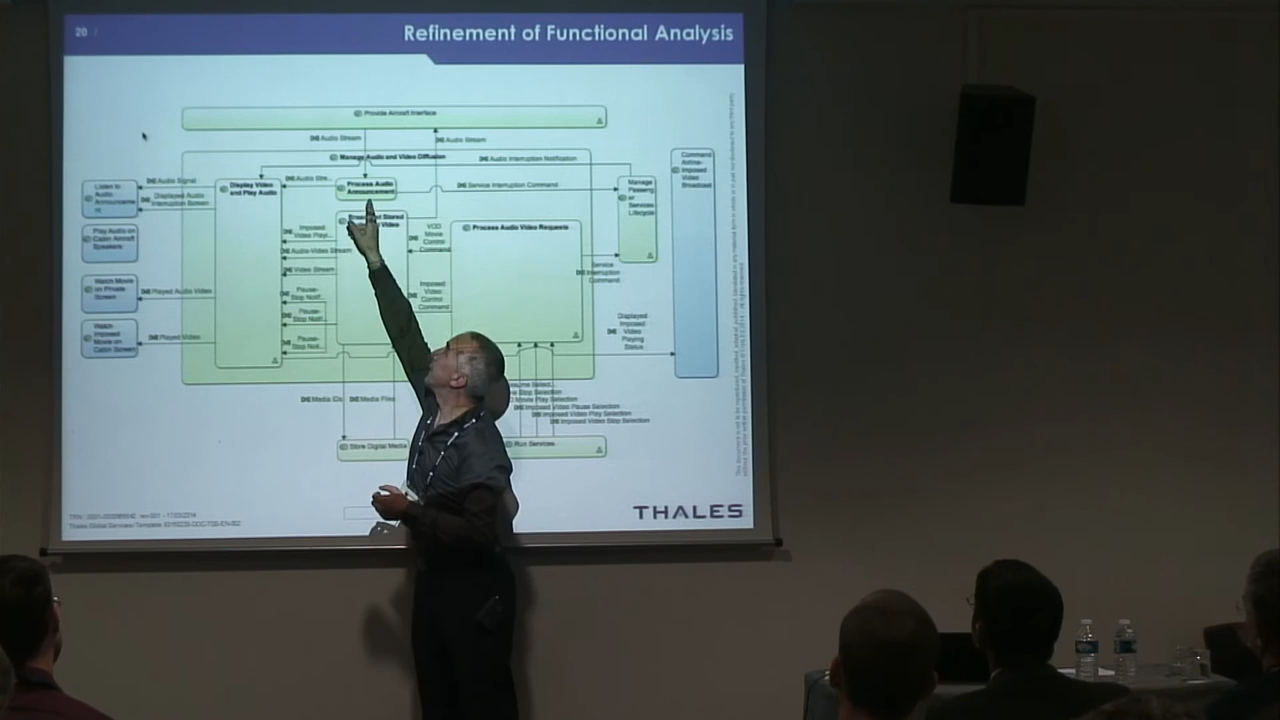 20
Refinement of Functional Analysis
Provide Aircraft Interface
Audio Stream
Audio Stream
Manage Audio and Video Diffusion
Audio Interruption Notification
Command
Airline-
Imposed
Video
Broadcast
Listen to
Audio
Announceme
nt
Audio Signal
Displayed Audio
Interruption Screen
Display Video
and Play Audio
Audio Stre...
Process Audio
Announcement
Service Interruption Command
Manage
Passeng
er
Services
Lifecycle
Play Audio on
Cabin Aircraft
Speakers
Stored
Video
Imposed
Video Playi...
Audio-Video Stream
Video Stream
VOD
Movie
Control
Command
Process Audio Video Requests
Service
Interruption
Command
Watch Movie
on Private
Screen
Played Audio Video
Pause-
Stop Notif...
Pause-
Stop Notif...
Pause-
Stop Not...
Imposed
Video
Control
Command
Watch
Imposed
Movie on
Cabin Screen
Played Video
Displayed
Imposed
Video
Playing
Status
Media IDs
Media Files
Stop Selection
Movie Play Selection
Imposed Video Pause Selection
Imposed Video Play Selection
Imposed Video Stop Selection
Store Digital Media
Run Services
THALES